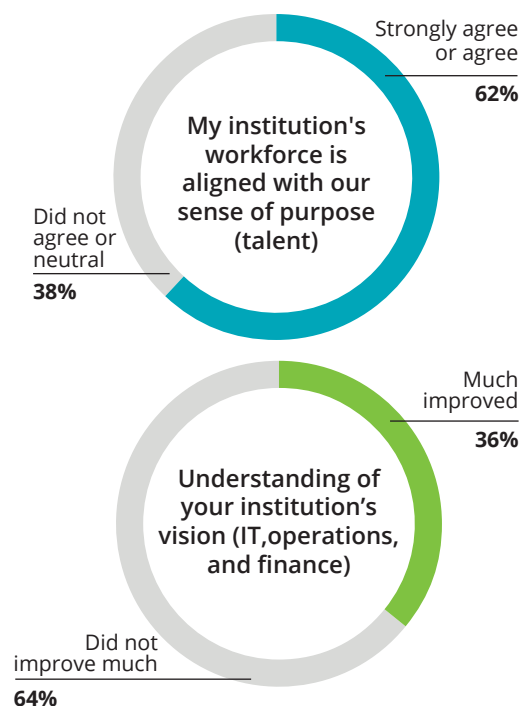 Strongly agree
or agree
62%
My institution's
workforce is
aligned with our
sense of purpose
(talent)
Did not
agree or
neutral
38%
Much
improved
36%
Understanding of
your institution’s
vision (IT,operations,
and finance)
Did not
improve much
64%